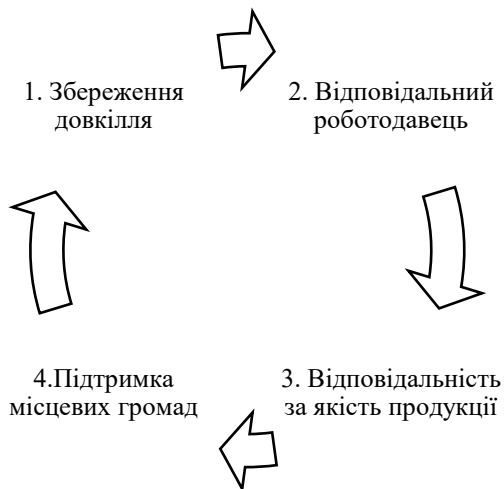 1. Збереження
довкілля
2. Відповідальний
роботодавець
3. Відповідальність
за якість продукції
4.Підтримка
місцевих громад